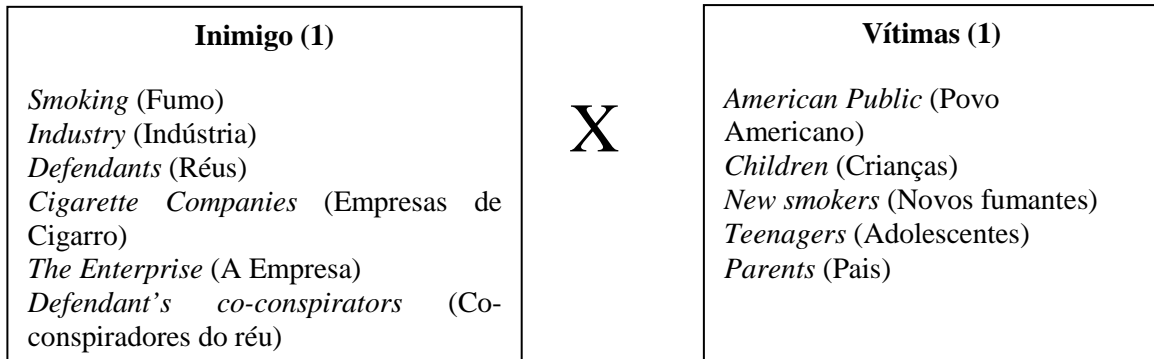 Inimigo (1)
Smoking (Fumo)
Industry (Indústria)
Defendants (Réus)
Cigarette Companies (Empresas de
Cigarro)
The Enterprise (A Empresa)
Defendant’s co-conspirators (Co-
conspiradores do réu)
X
Vítimas (1)
American Public (Povo
Americano)
Children (Crianças)
New smokers (Novos fumantes)
Teenagers (Adolescentes)
Parents (Pais)